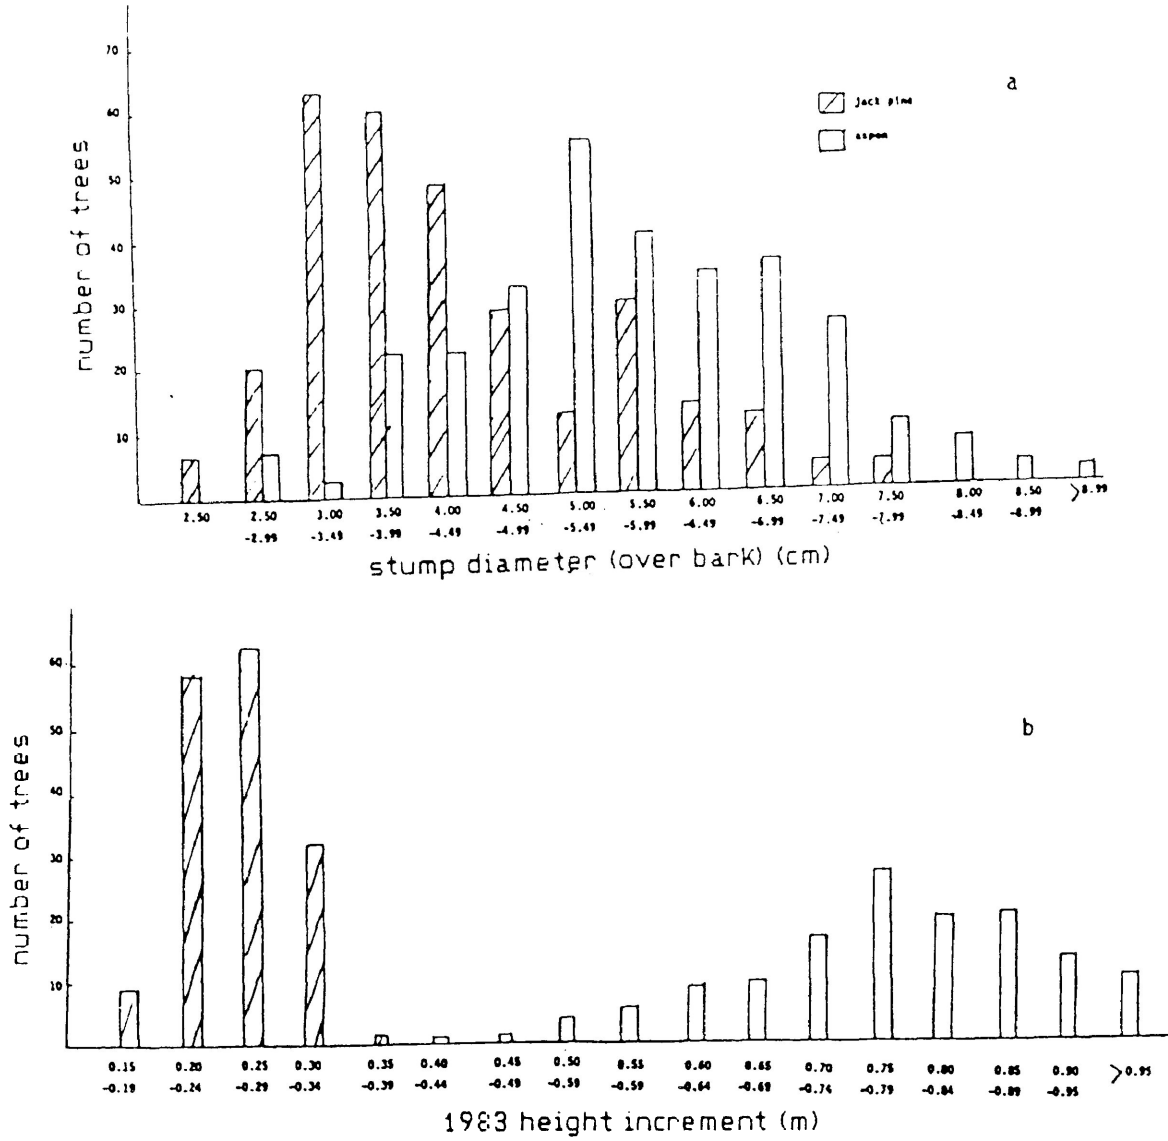 a
70
60
50
40
30
20
10
number of trees
jack pine
aspen
2.50 2.50 3.00 3.50 4.00 4.50 5.00 5.50 6.00 6.50 7.00 7.50 8.00 8.50 >8.99
-2.99 -3.49 -3.99 -4.49 -4.99 -5.49 -5.99 -6.49 -6.99 -7.49 -7.99 -8.49 -8.99
stump diameter (over bark) (cm)
b
60
50
40
30
20
10
number of trees
0.15 0.20 0.25 0.30 0.35 0.40 0.45 0.50 0.55 0.60 0.65 0.70 0.75 0.80 0.85 0.90 >0.95
-0.19 -0.24 -0.29 -0.34 -0.39 -0.44 -0.49 -0.59 -0.59 -0.64 -0.69 -0.74 -0.79 -0.84 -0.89 -0.95
1983 height increment (m)